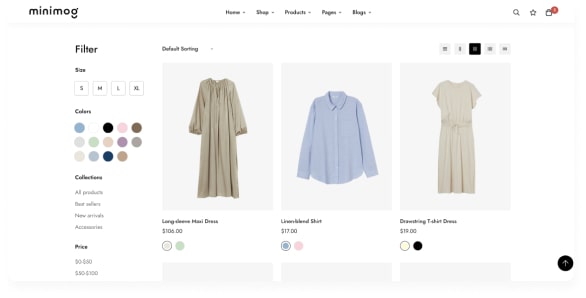 minimog
Home Shop Products Pages Blogs
Filter
Default Sorting
Size
S M L XL
Colors
Collections
All products
Best sellers
New arrivals
Accessories
Price
$0-$50
$50-$100
Long-sleeve Maxi Dress
$106.00
Linen-blend Shirt
$17.00
Drawstring T-shirt Dress
$19.00